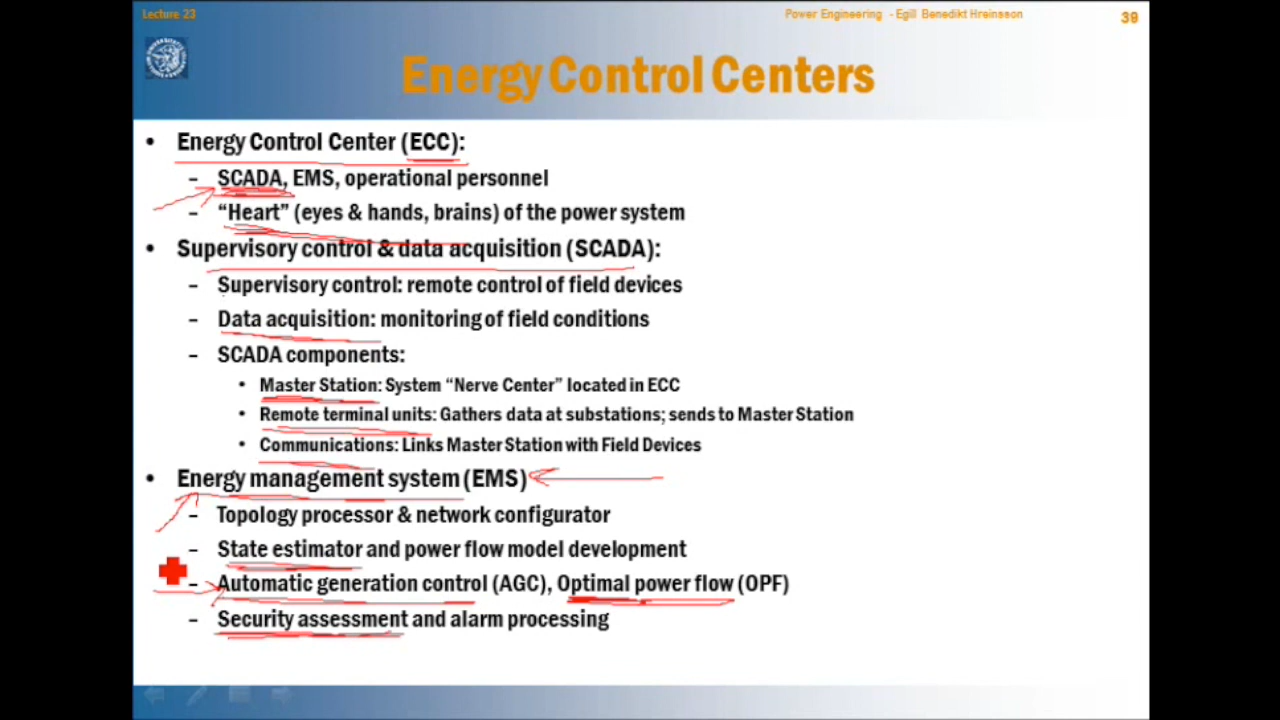 Lecture 23
Power Engineering - Egill Benedikt Hreinsson
39
Energy Control Centers
• Energy Control Center (ECC):
– SCADA, EMS, operational personnel
– “Heart” (eyes & hands, brains) of the power system
• Supervisory control & data acquisition (SCADA):
– Supervisory control: remote control of field devices
– Data acquisition: monitoring of field conditions
– SCADA components:
• Master Station: System “Nerve Center” located in ECC
• Remote terminal units: Gathers data at substations; sends to Master Station
• Communications: Links Master Station with Field Devices
• Energy management system (EMS)
– Topology processor & network configurator
– State estimator and power flow model development
– Automatic generation control (AGC), Optimal power flow (OPF)
– Security assessment and alarm processing